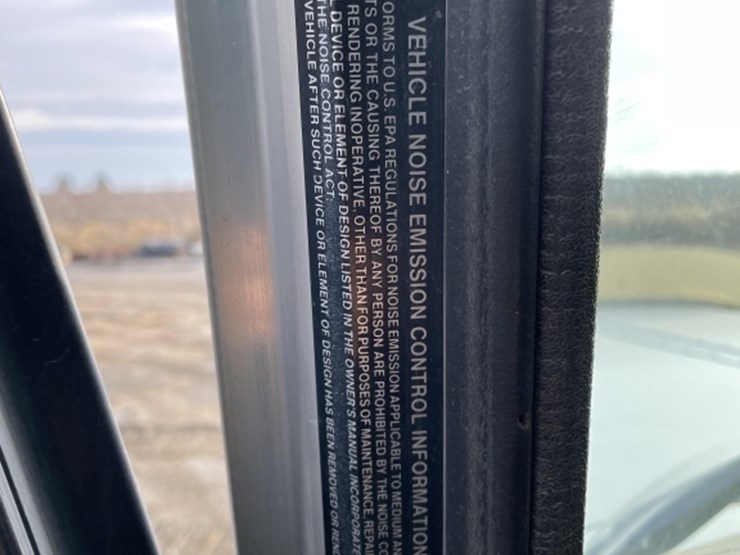 VEHICLE NOISE EMISSION CONTROL INFORMATION
ORMS TO U.S. EPA REGULATIONS FOR NOISE EMISSION APPLICABLE TO MEDIUM AN
TS OR THE CAUSING THEREOF BY ANY PERSON ARE PROHIBITED BY THE NOISE CO
RENDERING INOPERATIVE, OTHER THAN FOR PURPOSES OF MAINTENANCE, REPAI
DEVICE OR ELEMENT OF DESIGN LISTED IN THE OWNER'S MANUAL INCORPORATE
THE NOISE CONTROL ACT;
VEHICLE AFTER SUCH DEVICE OR ELEMENT OF DESIGN HAS BEEN REMOVED OR REND